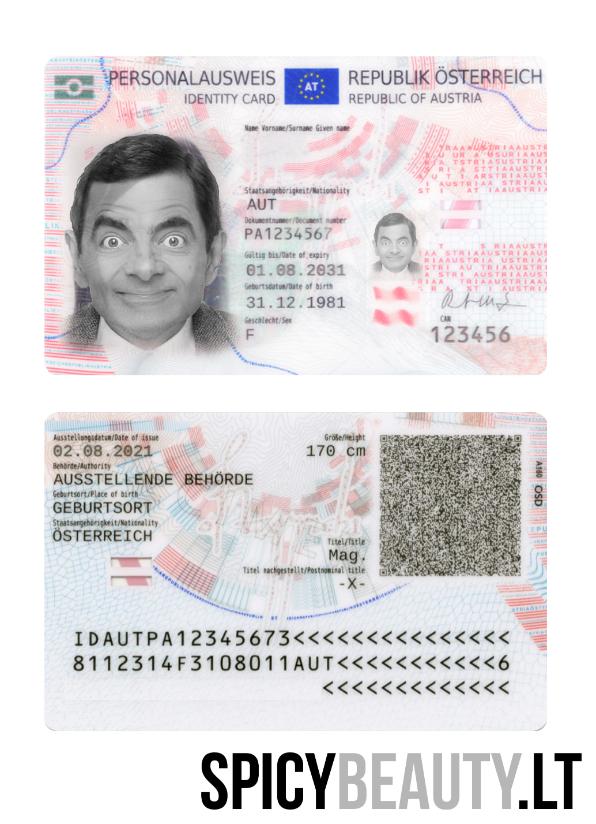 PERSONALAUSWEIS
IDENTITY CARD
AT
REPUBLIK ÖSTERREICH
REPUBLIC OF AUSTRIA
Name Vorname/Surname Given name
Staatsangehörigkeit/Nationality
AUT
Dokumentnummer/Document number
PA1234567
Gültig bis/Date of expiry
01.08.2031
Geburtsdatum/Date of birth
31.12.1981
Geschlecht/Sex
F
CAN
123456
Ausstellungsdatum/Date of issue
02.08.2021
Behörde/Authority
AUSSTELLENDE BEHÖRDE
Geburtsort/Place of birth
GEBURTSORT
Staatsangehörigkeit/Nationality
ÖSTERREICH
Größe/Height
170 cm
Titel/Title
Mag.
Titel nachgestellt/Postnominal title
-X-
A160 OSD
IDAUTPA12345673<<<<<<<<<<<<<<<
8112314F3108011AUT<<<<<<<<<<<6
<<<<<<<<<<<<<
SPICYBEAUTY.LT